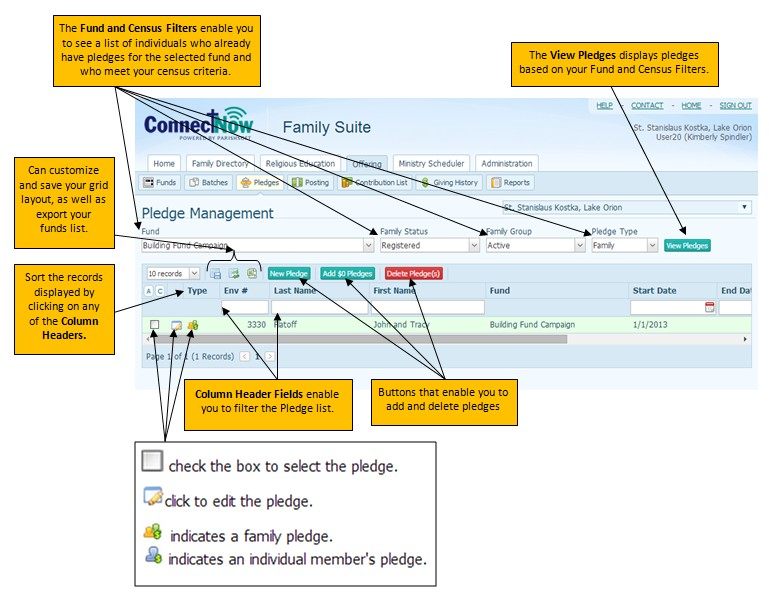 The Fund and Census Filters enable you
to see a list of individuals who already
have pledges for the selected fund and
who meet your census criteria.
The View Pledges displays pledges
based on your Fund and Census Filters.
HELP - CONTACT - HOME - SIGN OUT
ConnectNow
POWERED BY PARISHSOFT
Family Suite
St. Stanislaus Kostka, Lake Orion
User20 (Kimberly Spindler)
Can customize
and save your grid
layout, as well as
export your
funds list.
Home Family Directory Religious Education Offering Ministry Scheduler Administration
Funds Batches Pledges Posting Contribution List Giving History Reports
Pledge Management
St. Stanislaus Kostka, Lake Orion
Fund Family Status Family Group Pledge Type
Building Fund Campaign Registered Active Family View Pledges
Sort the records
displayed by
clicking on any
of the Column
Headers.
10 records New Pledge Add $0 Pledges Delete Pledge(s)
A C Type Env # Last Name First Name Fund Start Date End Dat
3330 Ratoff John and Tracy Building Fund Campaign 1/1/2013
Page 1 of 1 (1 Records) < 1 >
Column Header Fields enable
you to filter the Pledge list.
Buttons that enable you to
add and delete pledges
check the box to select the pledge.
click to edit the pledge.
indicates a family pledge.
indicates an individual member's pledge.